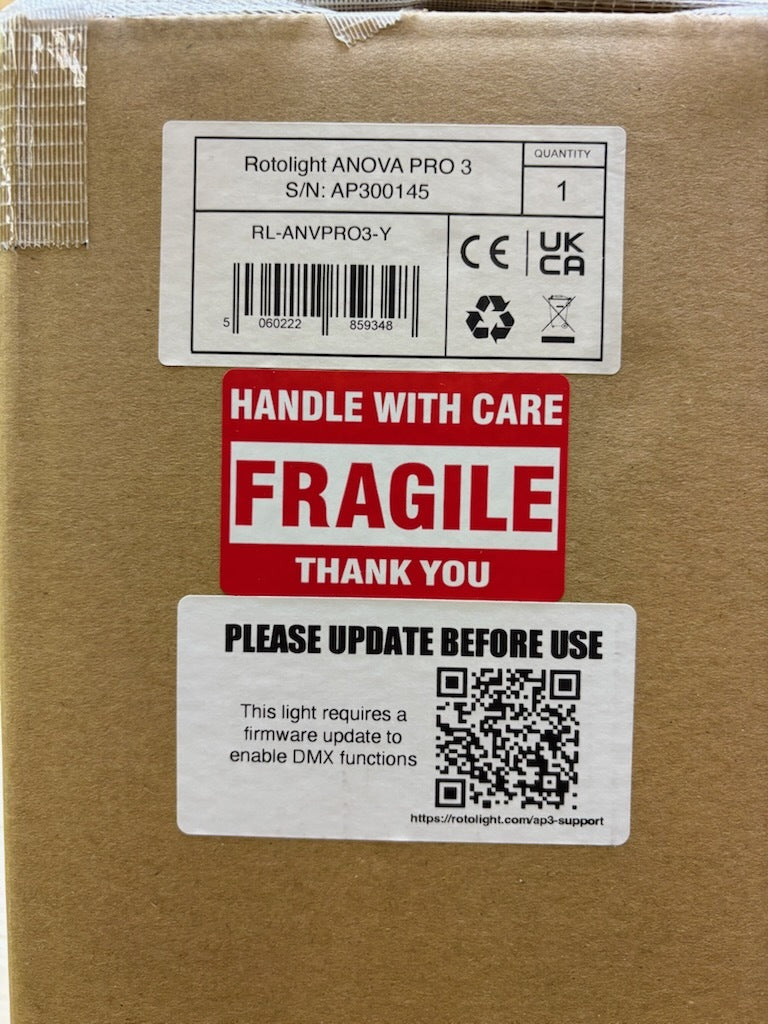 Rotolight ANOVA PRO 3
S/N: AP300145
QUANTITY
1
RL-ANVPRO3-Y
5 060222 859348
CE
UK
CA
HANDLE WITH CARE
FRAGILE
THANK YOU
PLEASE UPDATE BEFORE USE
This light requires a
firmware update to
enable DMX functions
https://rotolight.com/ap3-support